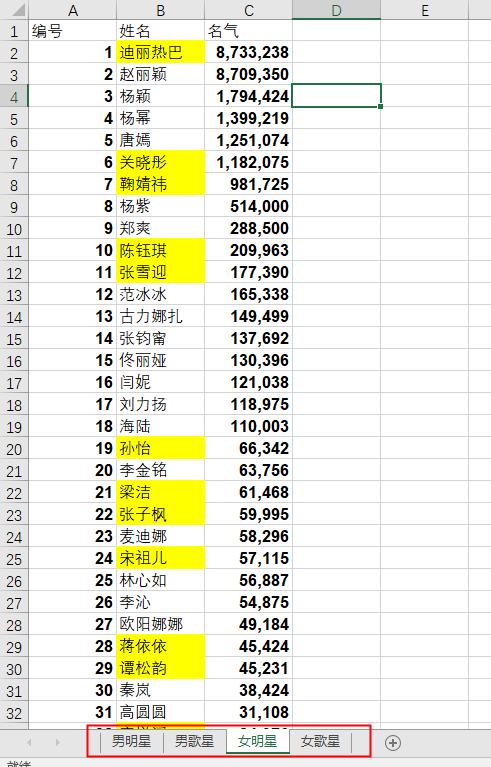 A B C D E
1 编号 姓名 名气
2 1 迪丽热巴 8,733,238
3 2 赵丽颖 8,709,350
4 3 杨颖 1,794,424
5 4 杨幂 1,399,219
6 5 唐嫣 1,251,074
7 6 关晓彤 1,182,075
8 7 鞠婧祎 981,725
9 8 杨紫 514,000
10 9 郑爽 288,500
11 10 陈钰琪 209,963
12 11 张雪迎 177,390
13 12 范冰冰 165,338
14 13 古力娜扎 149,499
15 14 张钧甯 137,692
16 15 佟丽娅 130,396
17 16 闫妮 121,038
18 17 刘力扬 118,975
19 18 海陆 110,003
20 19 孙怡 66,342
21 20 李金铭 63,756
22 21 梁洁 61,468
23 22 张子枫 59,995
24 23 麦迪娜 58,296
25 24 宋祖儿 57,115
26 25 林心如 56,887
27 26 李沁 54,875
28 27 欧阳娜娜 49,184
29 28 蒋依依 45,424
30 29 谭松韵 45,231
31 30 秦岚 38,424
32 31 高圆圆 31,108
男明星 男歌星 女明星 女歌星